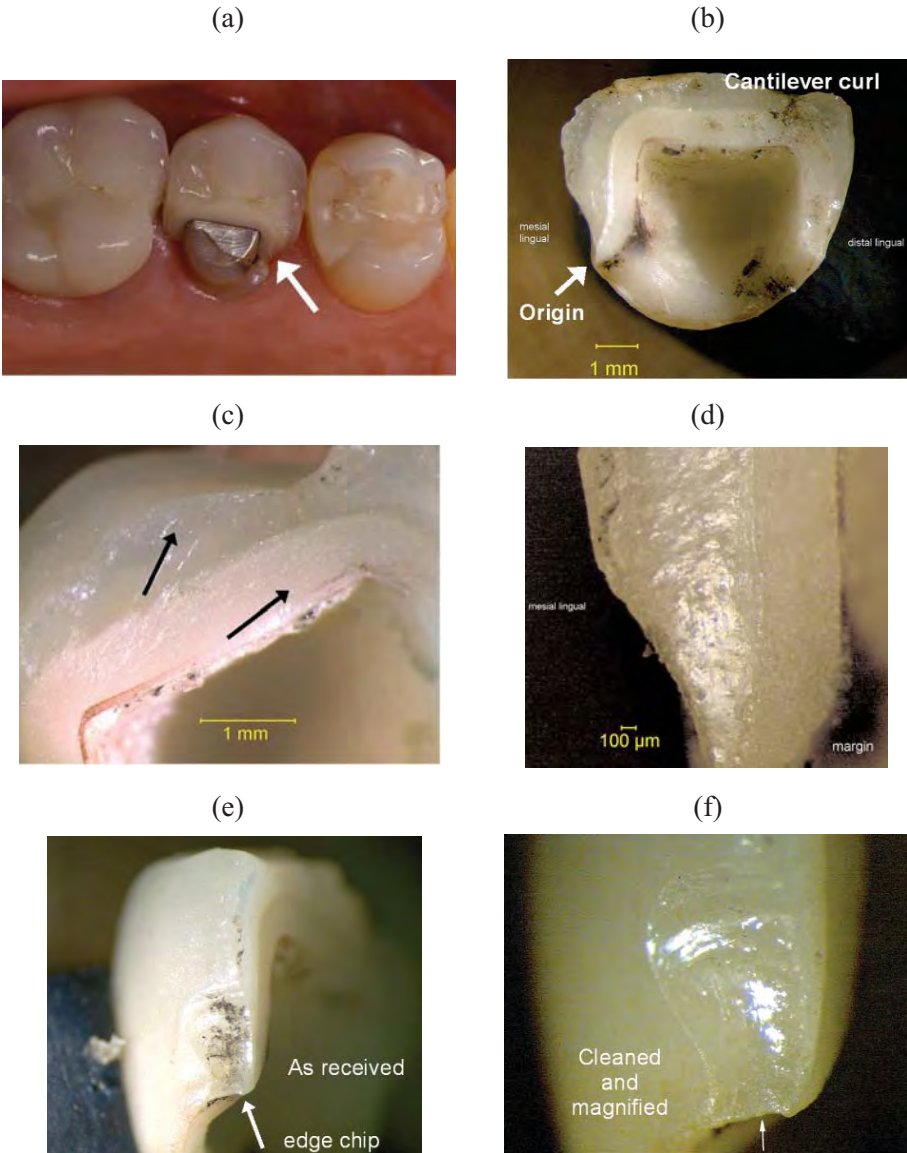 (a)
(b)
Cantilever curl
mesial
lingual
distal lingual
Origin
1 mm
(c)
(d)
1 mm
mesial lingual
100 µm
margin
(e)
(f)
As received
edge chip
Cleaned
and
magnified